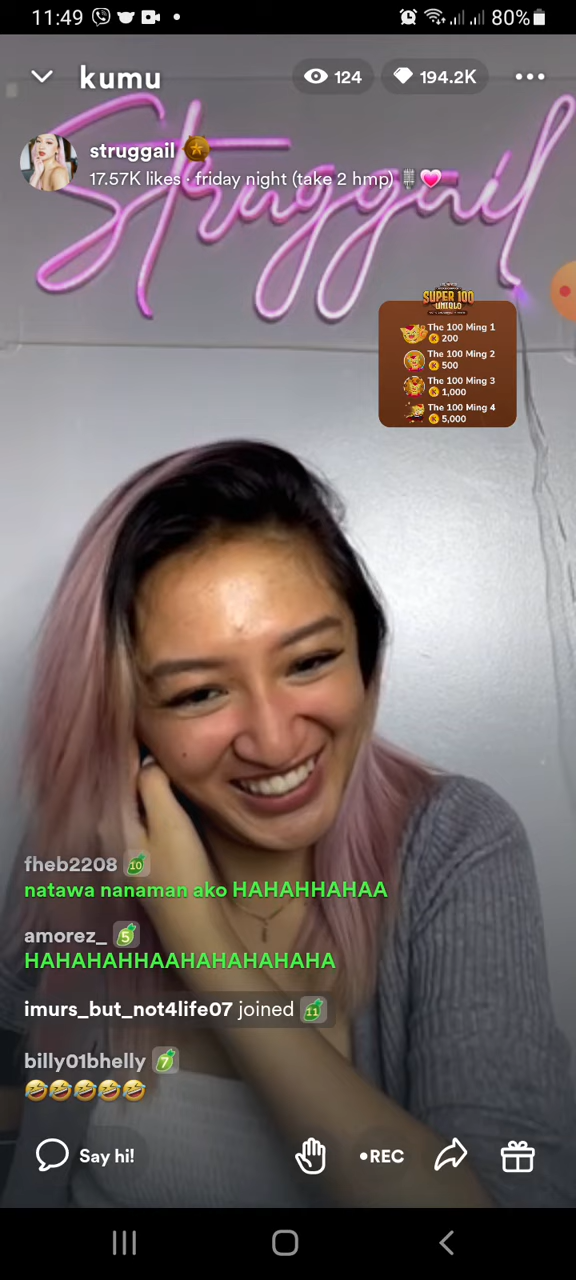 11:49 80%
kumu 124 194.2K
Struggail
struggail
17.57K likes · friday night (take 2 hmp)
SUPER 100
UNIQLO
The 100 Ming 1
200
The 100 Ming 2
500
The 100 Ming 3
1,000
The 100 Ming 4
5,000
fheb2208 10
natawa nanaman ako HAHAHHAHAA
amorez_ 5
HAHAHAHHAAHAHAHAHAHA
imurs_but_not4life07 joined 11
billy01bhelly 7
🤣🤣🤣🤣🤣
Say hi! •REC